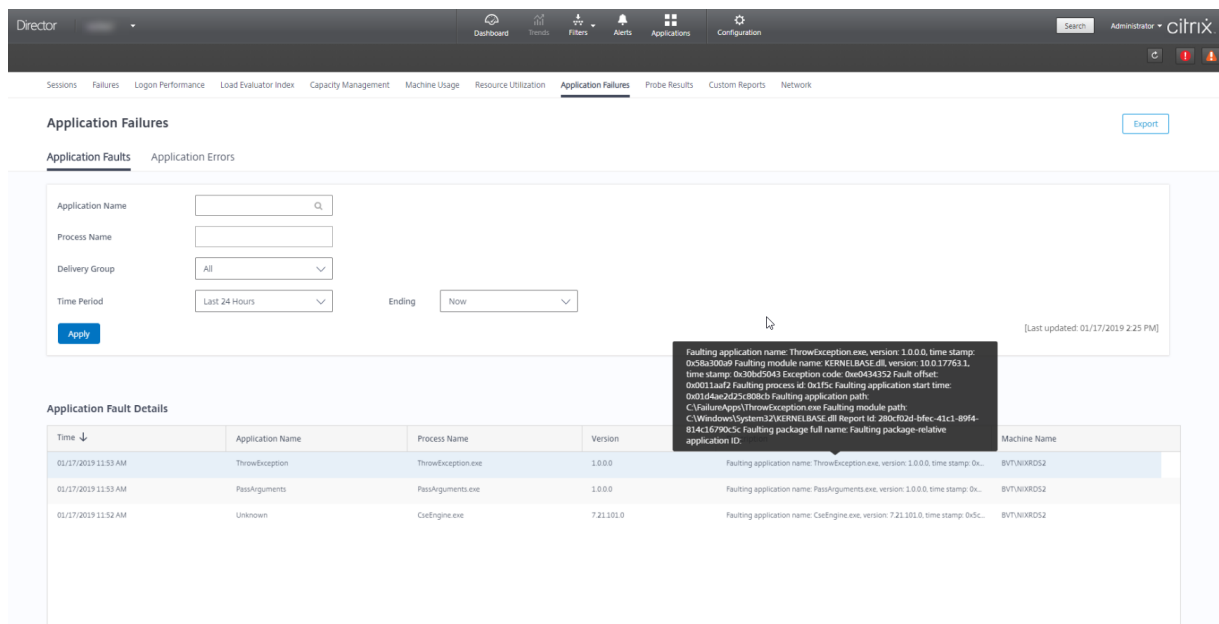 Director
Dashboard Trends Filters Alerts Applications Configuration
Search Administrator citrix
Sessions Failures Logon Performance Load Evaluator Index Capacity Management Machine Usage Resource Utilization Application Failures Probe Results Custom Reports Network
Application Failures
Export
Application Faults Application Errors
Application Name
Process Name
Delivery Group All
Time Period Last 24 Hours Ending Now
Apply
[Last updated: 01/17/2019 2:25 PM]
Faulting application name: ThrowException.exe, version: 1.0.0.0, time stamp:
0x58a300a9 Faulting module name: KERNELBASE.dll, version: 10.0.17763.1,
time stamp: 0x30bd5043 Exception code: 0xe0434352 Fault offset:
0x0011aaf2 Faulting process id: 0x1f5c Faulting application start time:
0x01d4ae2d25c808cb Faulting application path:
C:\FailureApps\ThrowException.exe Faulting module path:
C:\Windows\System32\KERNELBASE.dll Report Id: 280cf02d-bfec-41c1-89f4-
814c16790c5c Faulting package full name: Faulting package-relative
application ID:
Application Fault Details
Time Application Name Process Name Version Machine Name
01/17/2019 11:53 AM ThrowException ThrowException.exe 1.0.0.0 Faulting application name: ThrowException.exe, version: 1.0.0.0, time stamp: 0x... BVT\NIXRDS2
01/17/2019 11:53 AM PassArguments PassArguments.exe 1.0.0.0 Faulting application name: PassArguments.exe, version: 1.0.0.0, time stamp: 0x... BVT\NIXRDS2
01/17/2019 11:52 AM Unknown CseEngine.exe 7.21.101.0 Faulting application name: CseEngine.exe, version: 7.21.101.0, time stamp: 0x5c... BVT\NIXRDS2